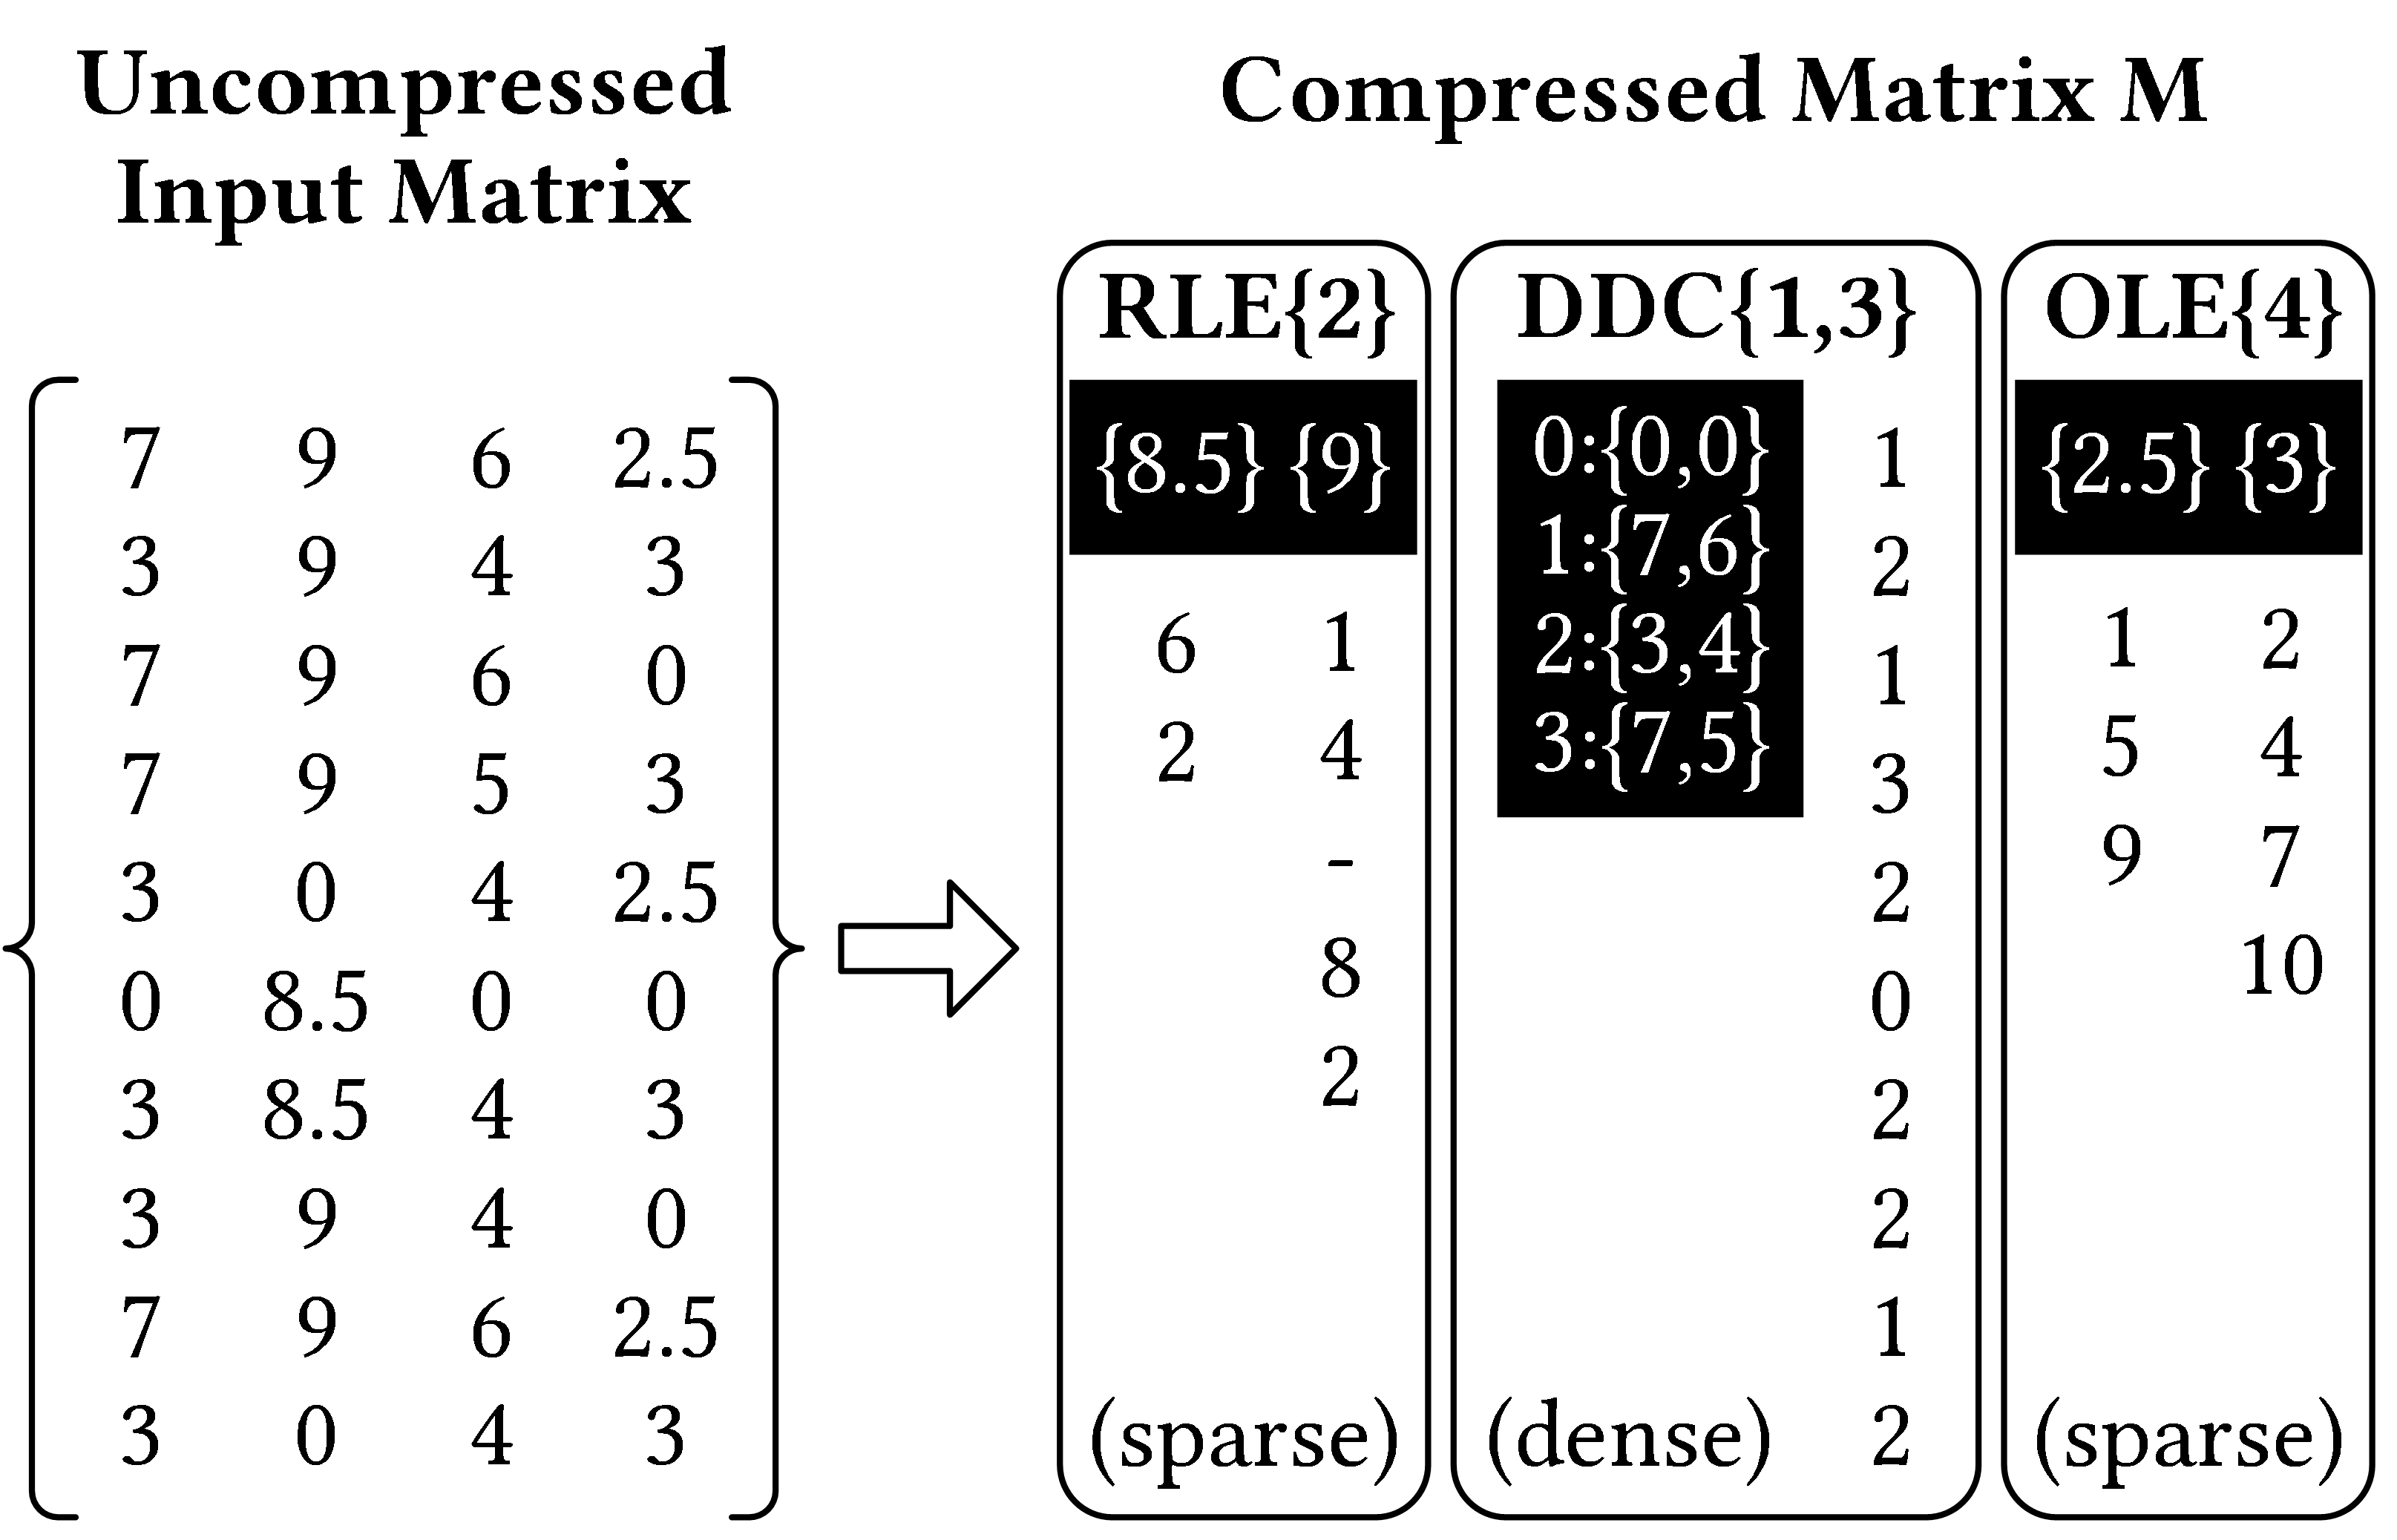 Uncompressed
Input Matrix
7 9 6 2.5
3 9 4 3
7 9 6 0
7 9 5 3
3 0 4 2.5
0 8.5 0 0
3 8.5 4 3
3 9 4 0
7 9 6 2.5
3 0 4 3
Compressed Matrix M
RLE{2}
{8.5} {9}
6 1
2 4
-
8
2
(sparse)
DDC{1,3}
0:{0,0}
1:{7,6}
2:{3,4}
3:{7,5}
1
2
1
3
2
0
2
2
1
2
(dense)
OLE{4}
{2.5} {3}
1 2
5 4
9 7
10
(sparse)